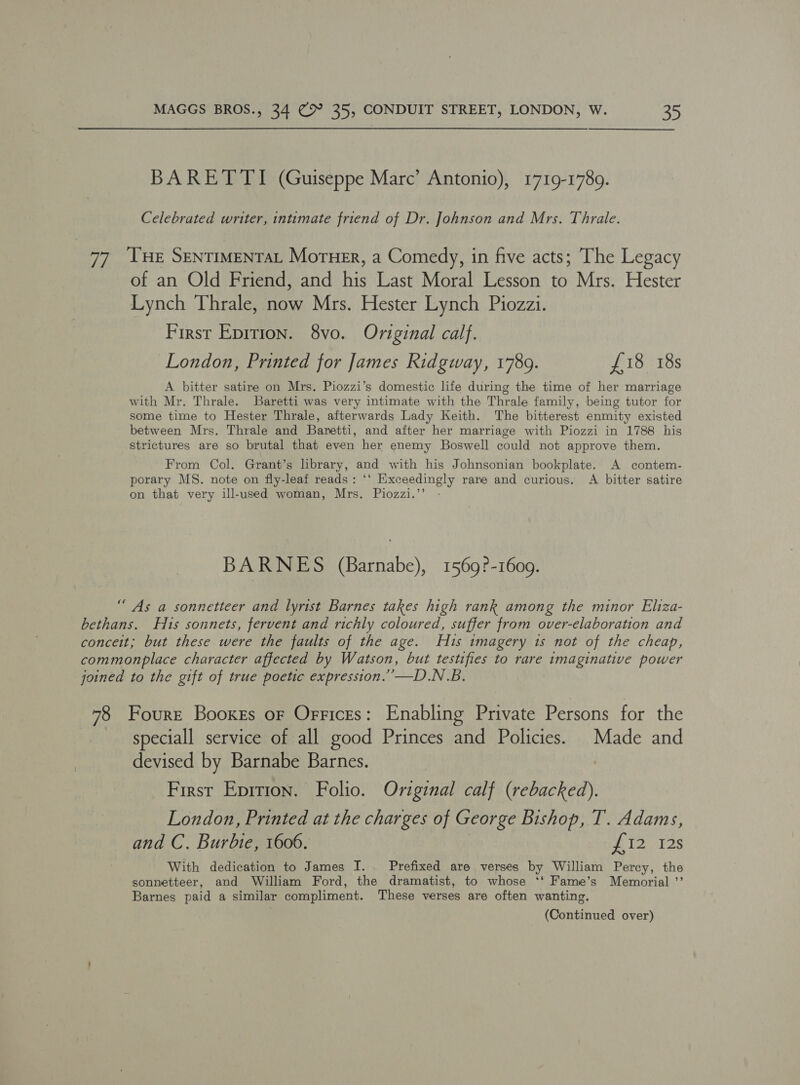 MAGGS BROS., 34 & 35, CONDUIT STREET, LONDON, W. 35
BARETTI (Guiseppe Marc’ Antonio), 1719-1789.
Celebrated writer, intimate friend of Dr. Johnson and Mrs. Thrale.
77 THE SENTIMENTAL MOTHER, a Comedy, in five acts; The Legacy
of an Old Friend, and his Last Moral Lesson to Mrs. Hester
Lynch Thrale, now Mrs. Hester Lynch Piozzi.
FIRST EDITION. 8vo. Original calf.
London, Printed for James Ridgway, 1789. £18 18s
A bitter satire on Mrs. Piozzi’s domestic life during the time of her marriage
with Mr. Thrale. Baretti was very intimate with the Thrale family, being tutor for
some time to Hester Thrale, afterwards Lady Keith. The bitterest enmity existed
between Mrs. Thrale and Baretti, and after her marriage with Piozzi in 1788 his
strictures are so brutal that even her enemy Boswell could not approve them.
From Col. Grant’s library, and with his Johnsonian bookplate. A contem-
porary MS. note on fly-leaf reads: ‘‘ Exceedingly rare and curious. A bitter satire
on that very ill-used woman, Mrs. Piozzi.’’
BARNES (Barnabe), 1569?-1609.
“ As a sonnetteer and lyrist Barnes takes high rank among the minor Eliza-
bethans. His sonnets, fervent and richly coloured, suffer from over-elaboration and
conceit; but these were the faults of the age. His imagery is not of the cheap,
commonplace character affected by Watson, but testifies to rare imaginative power
joined to the gift of true poetic expression.”—D.N.B.
78 FOURE BOOKES OF OFFICES: Enabling Private Persons for the
speciall service of all good Princes and Policies. Made and
devised by Barnabe Barnes.
FIRST EDITION. Folio. Original calf (rebacked).
London, Printed at the charges of George Bishop, T. Adams,
and C. Burbie, 1606. £12 12s
With dedication to James I. Prefixed are verses by William Percy, the
sonnetteer, and William Ford, the dramatist, to whose ‘‘ Fame’s Memorial ’’
Barnes paid a similar compliment. These verses are often wanting.
(Continued over)